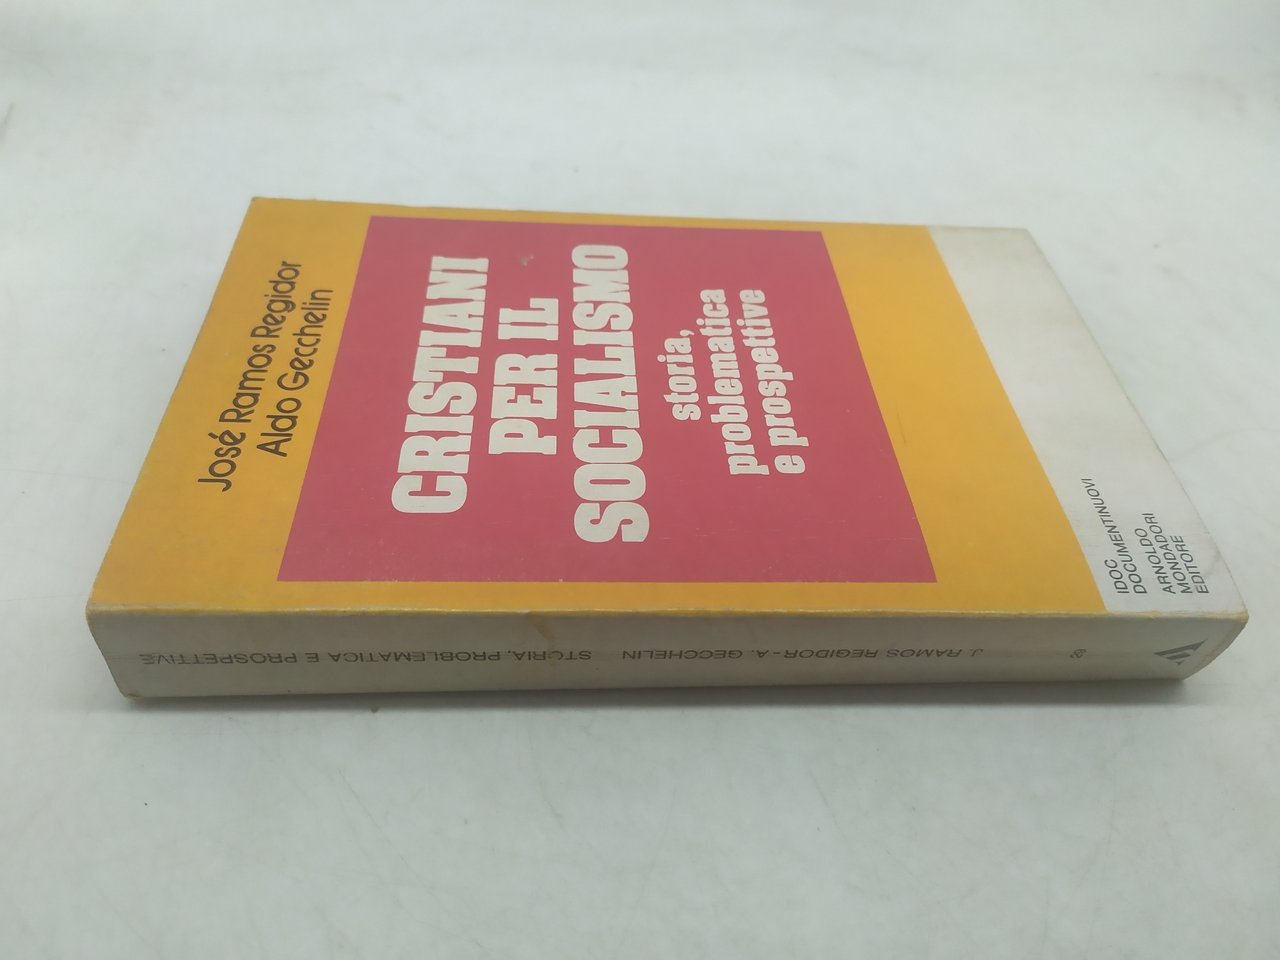 José Ramos Regidor
Aldo Gecchelin
CRISTIANI
PER IL
SOCIALISMO
storia,
problematica
e prospettive
IDOC
DOCUMENTINUOVI
ARNOLDO
MONDADORI
EDITORE
J. RAMOS REGIDOR - A. GECCHELIN STORIA, PROBLEMATICA E PROSPETTIVE